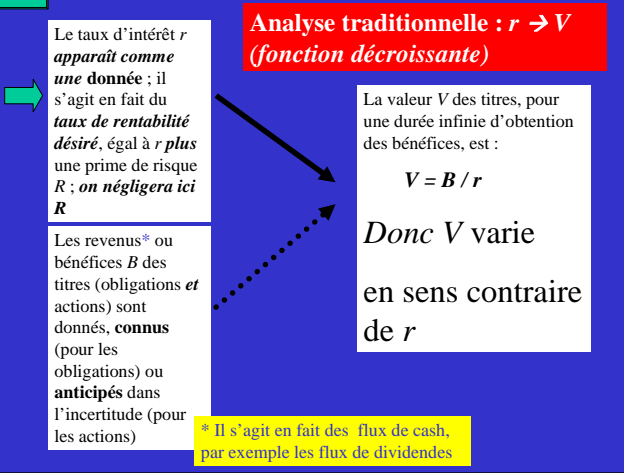 Analyse traditionnelle : r → V
(fonction décroissante)
Le taux d’intérêt r
apparaît comme
une donnée ; il
s’agit en fait du
taux de rentabilité
désiré, égal à r plus
une prime de risque
R ; on négligera ici
R
Les revenus* ou
bénéfices B des
titres (obligations et
actions) sont
donnés, connus
(pour les
obligations) ou
anticipés dans
l’incertitude (pour
les actions)
La valeur V des titres, pour
une durée infinie d’obtention
des bénéfices, est :
V = B / r
Donc V varie
en sens contraire
de r
* Il s’agit en fait des flux de cash,
par exemple les flux de dividendes